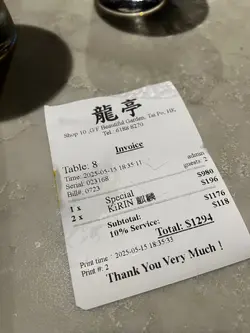 龍亭
Shop 10 ,GT Beautiful Garden, Tai Po, HK
Tel : 6188 8270
Invoice
Table: 8
Time: 2025-05-15 18:35:11
admin
Serial: 023168
guests: 2
Bill#: 0723
1 x Special $980
2 x KIRIN 麒麟 $196
Subtotal: $1176
10% Service: $118
Total: $1294
Print time : 2025-05-15 18:35:33
Print #: 2
Thank You Very Much !